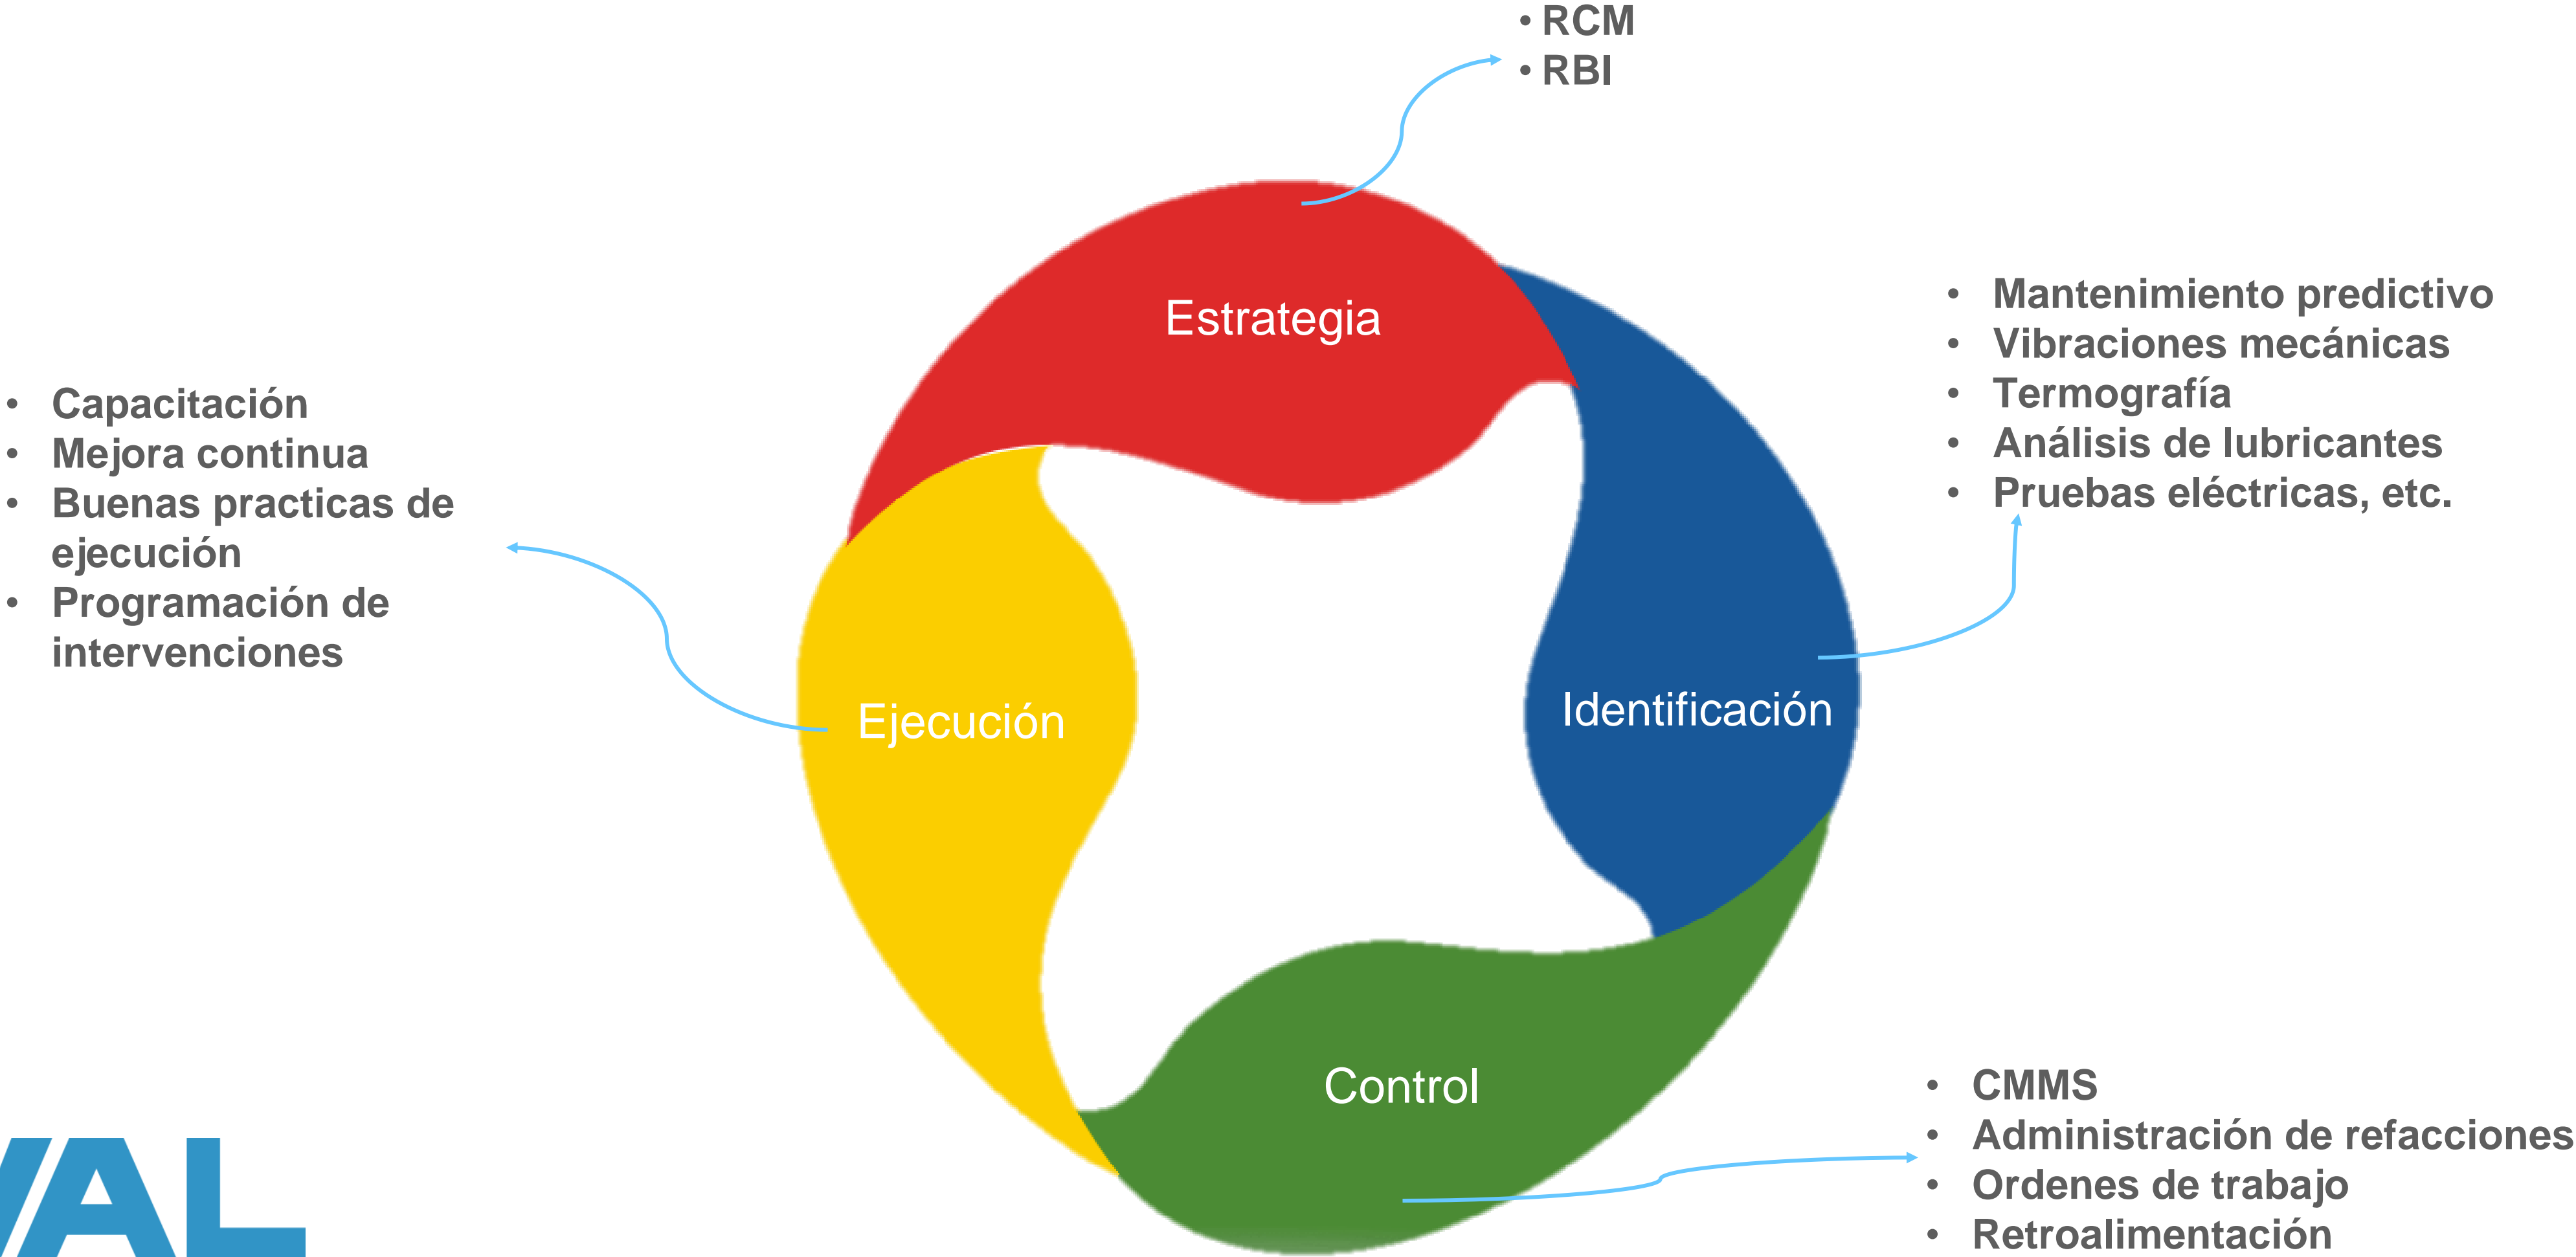 • RCM
• RBI
Estrategia
• Mantenimiento predictivo
• Vibraciones mecánicas
• Termografía
• Análisis de lubricantes
• Pruebas eléctricas, etc.
• Capacitación
• Mejora continua
• Buenas practicas de
ejecución
• Programación de
intervenciones
Ejecución
Identificación
Control
• CMMS
• Administración de refacciones
• Ordenes de trabajo
• Retroalimentación
VAL